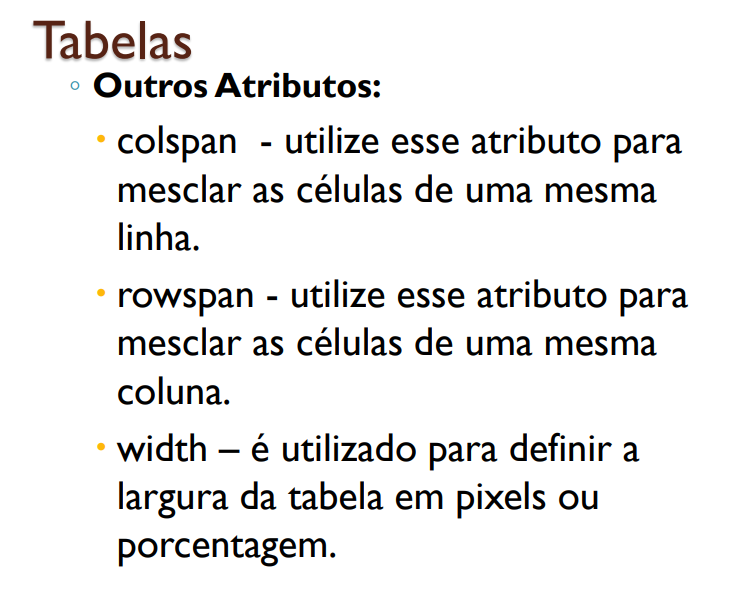 Tabelas
◦ Outros Atributos:
• colspan  - utilize esse atributo para
mesclar as células de uma mesma
linha.
• rowspan - utilize esse atributo para
mesclar as células de uma mesma
coluna.
• width – é utilizado para definir a
largura da tabela em pixels ou
porcentagem.